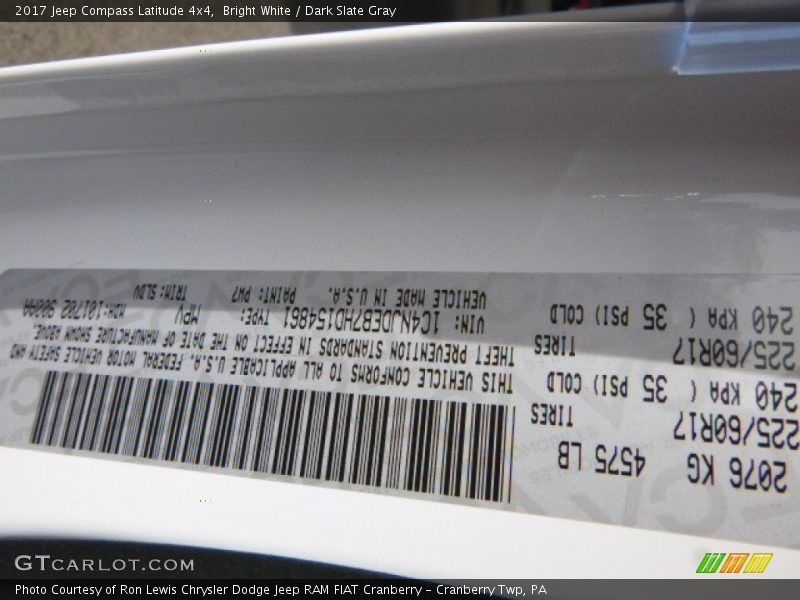 2017 Jeep Compass Latitude 4x4, Bright White / Dark Slate Gray
2076 KG 4575 LB
225/60R17 TIRES
240 KPA ( 35 PSI) COLD
225/60R17 TIRES
240 KPA ( 35 PSI) COLD
THIS VEHICLE CONFORMS TO ALL APPLICABLE U.S.A. FEDERAL MOTOR VEHICLE SAFETY AND
THEFT PREVENTION STANDARDS IN EFFECT ON THE DATE OF MANUFACTURE SHOWN ABOVE.
VIN: 1C4NJDEB7HD154861 TYPE: MPV MDH:101702 900AA
VEHICLE MADE IN U.S.A. PAINT: PW7 TRIM: SLDV
GTCARLOT.COM
Photo Courtesy of Ron Lewis Chrysler Dodge Jeep RAM FIAT Cranberry – Cranberry Twp, PA